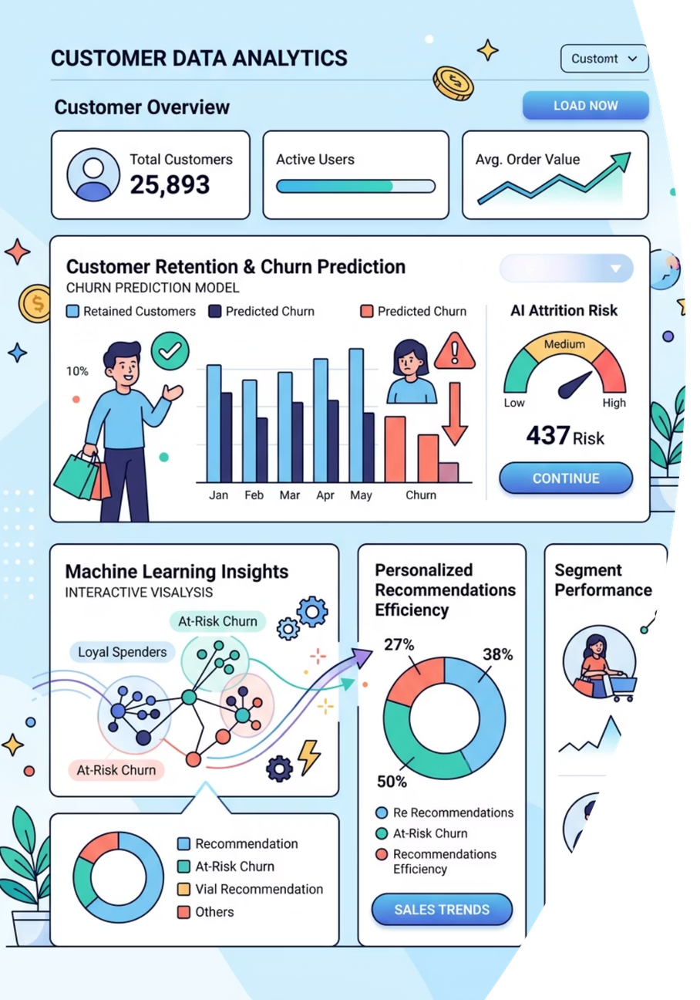 CUSTOMER DATA ANALYTICS
Customt
Customer Overview
LOAD NOW
Total Customers
25,893
Active Users
Avg. Order Value
Customer Retention & Churn Prediction
CHURN PREDICTION MODEL
Retained Customers
Predicted Churn
Predicted Churn
10%
Jan
Feb
Mar
Apr
May
Churn
AI Attrition Risk
Medium
Low
High
437 Risk
CONTINUE
Machine Learning Insights
INTERACTIVE VISALYSIS
At-Risk Churn
Loyal Spenders
At-Risk Churn
Recommendation
At-Risk Churn
Vial Recommendation
Others
Personalized
Recommendations
Efficiency
27%
38%
50%
Re Recommendations
At-Risk Churn
Recommendations
Efficiency
SALES TRENDS
Segment
Performance